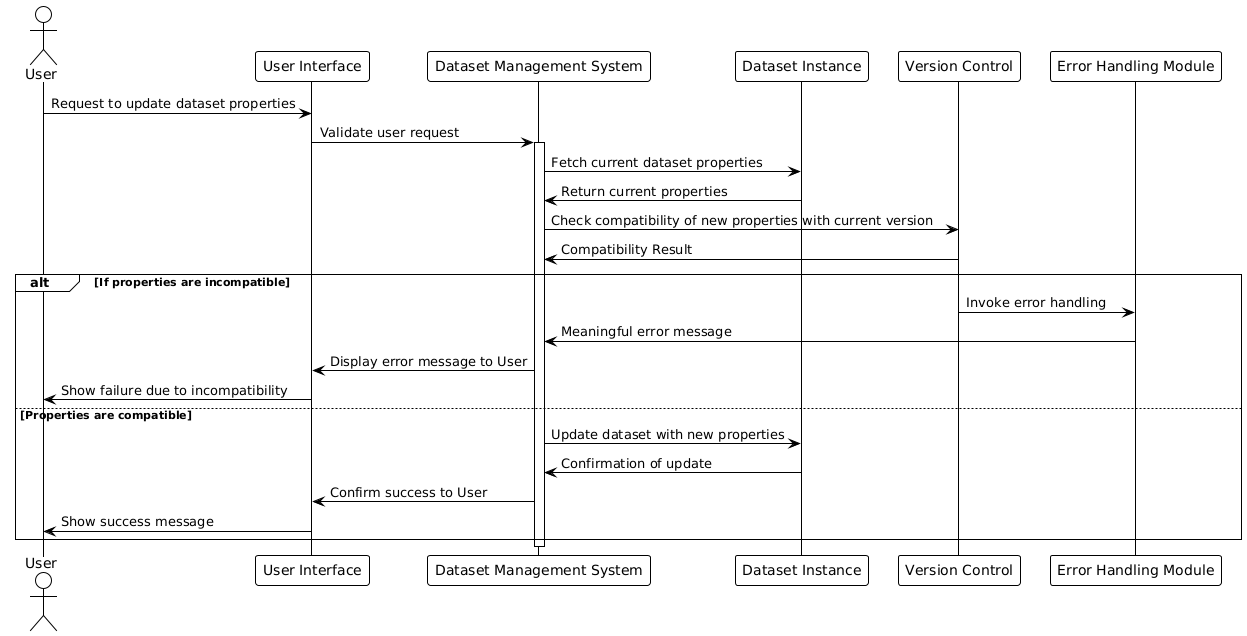 User
User Interface
Dataset Management System
Dataset Instance
Version Control
Error Handling Module
Request to update dataset properties
Validate user request
Fetch current dataset properties
Return current properties
Check compatibility of new properties with current version
Compatibility Result
alt
[If properties are incompatible]
Invoke error handling
Meaningful error message
Display error message to User
Show failure due to incompatibility
[Properties are compatible]
Update dataset with new properties
Confirmation of update
Confirm success to User
Show success message
User
User Interface
Dataset Management System
Dataset Instance
Version Control
Error Handling Module